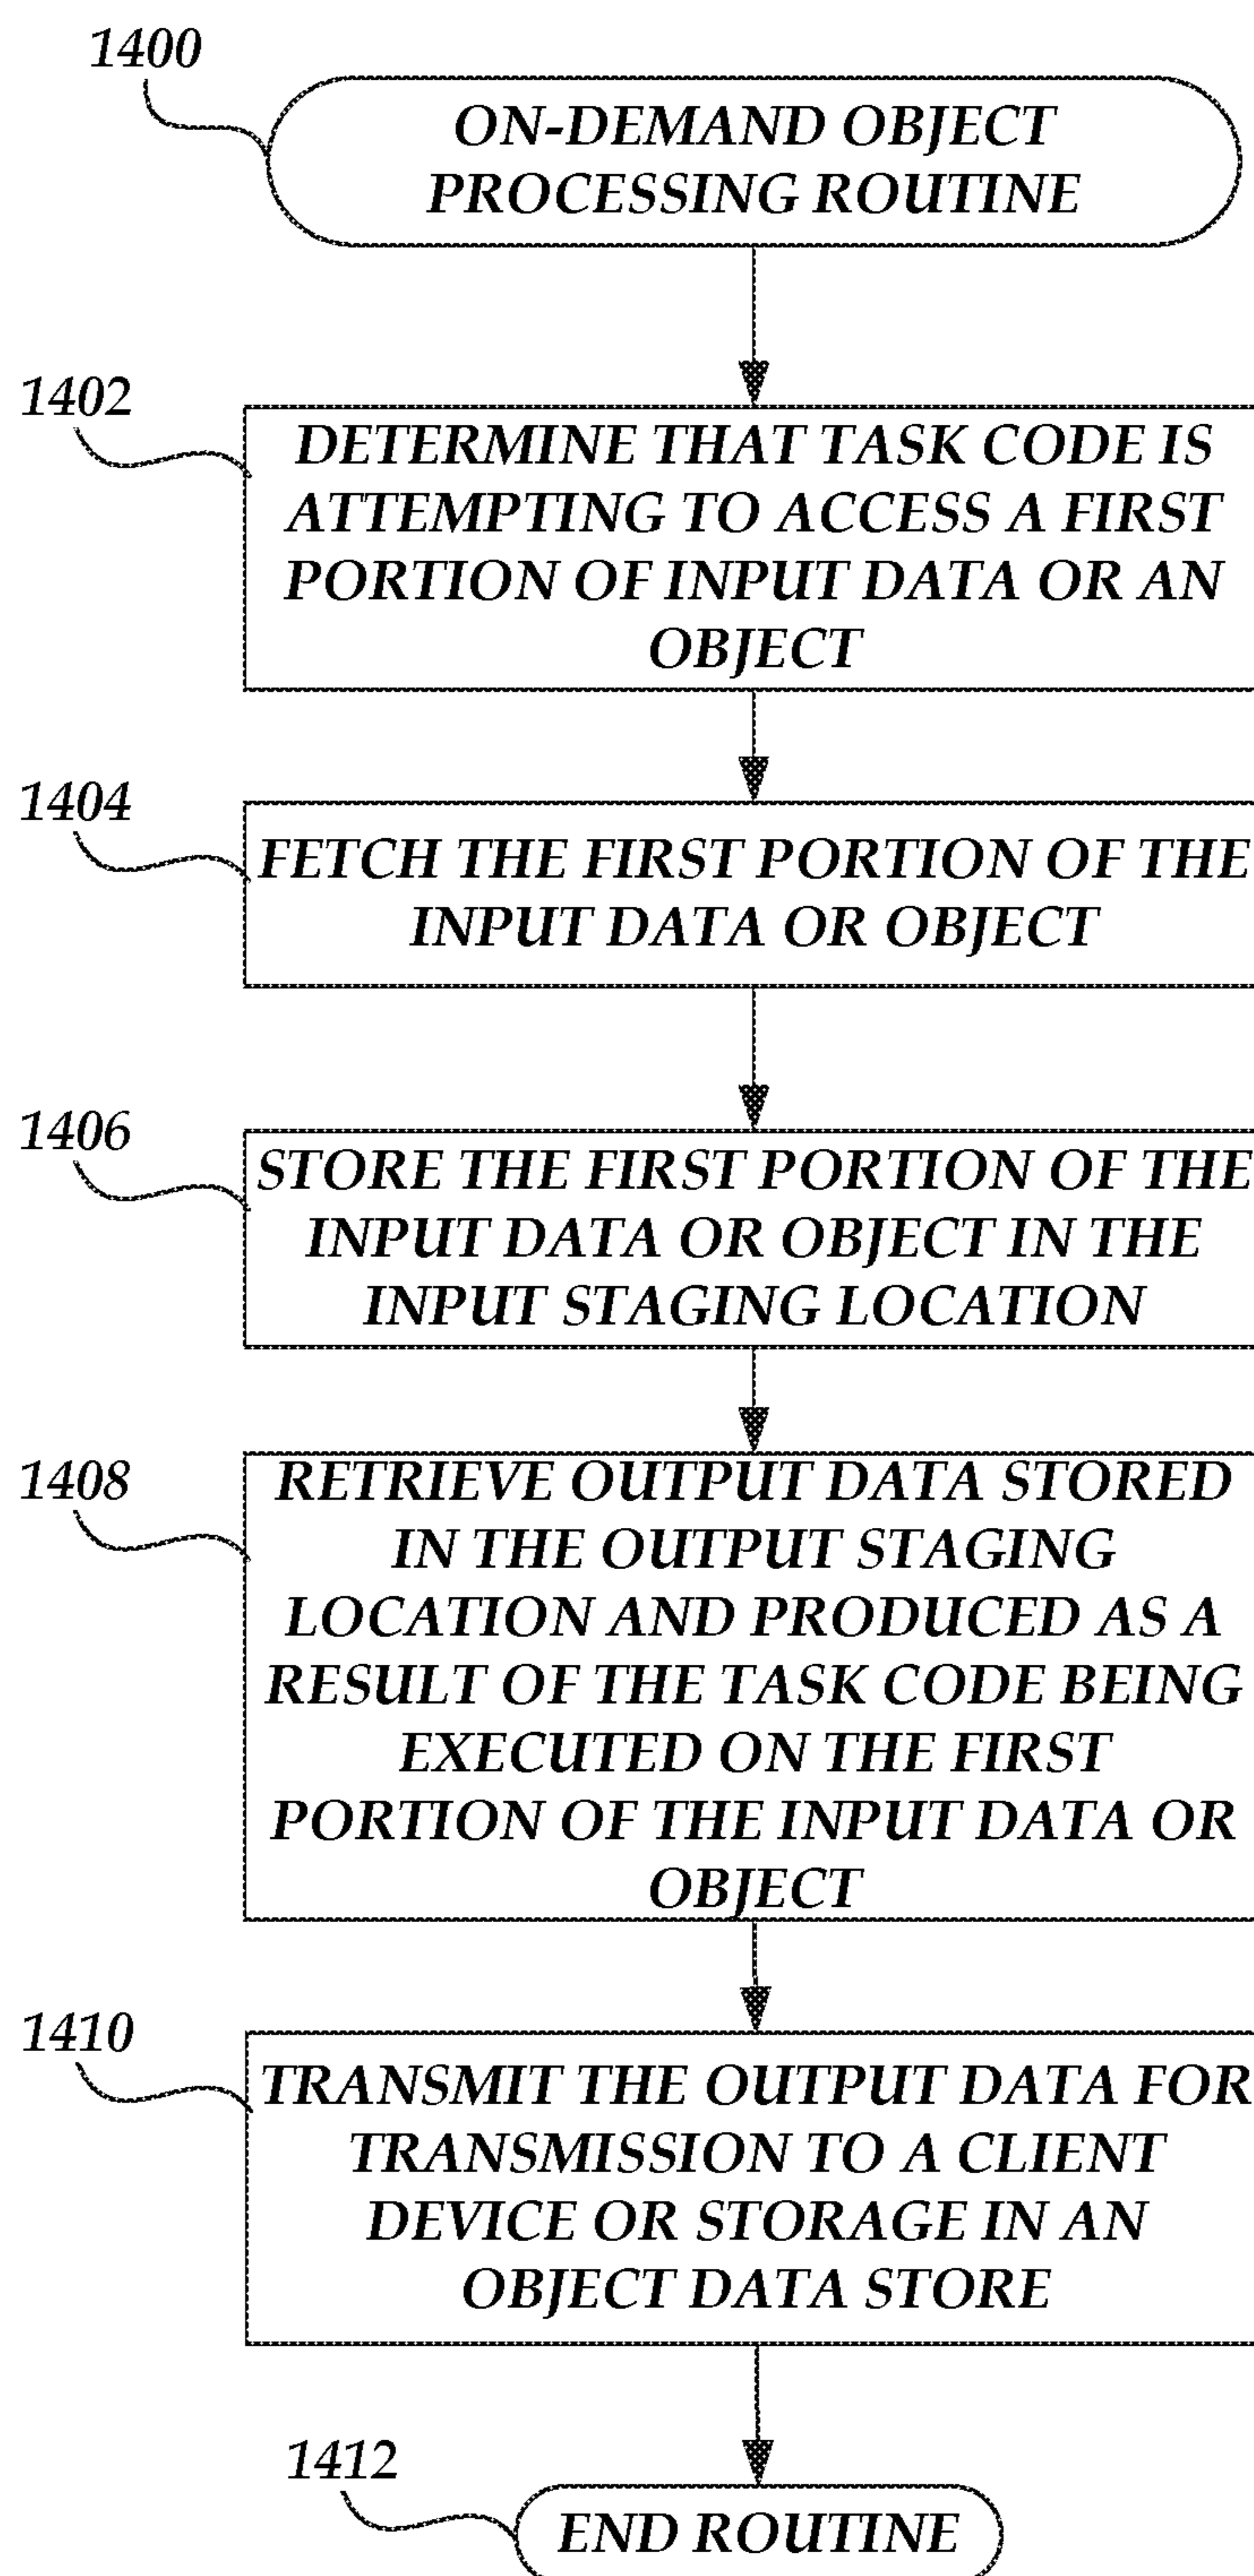 1400
ON-DEMAND OBJECT
PROCESSING ROUTINE
1402
DETERMINE THAT TASK CODE IS
ATTEMPTING TO ACCESS A FIRST
PORTION OF INPUT DATA OR AN
OBJECT
1404
FETCH THE FIRST PORTION OF THE
INPUT DATA OR OBJECT
1406
STORE THE FIRST PORTION OF THE
INPUT DATA OR OBJECT IN THE
INPUT STAGING LOCATION
1408
RETRIEVE OUTPUT DATA STORED
IN THE OUTPUT STAGING
LOCATION AND PRODUCED AS A
RESULT OF THE TASK CODE BEING
EXECUTED ON THE FIRST
PORTION OF THE INPUT DATA OR
OBJECT
1410
TRANSMIT THE OUTPUT DATA FOR
TRANSMISSION TO A CLIENT
DEVICE OR STORAGE IN AN
OBJECT DATA STORE
1412
END ROUTINE